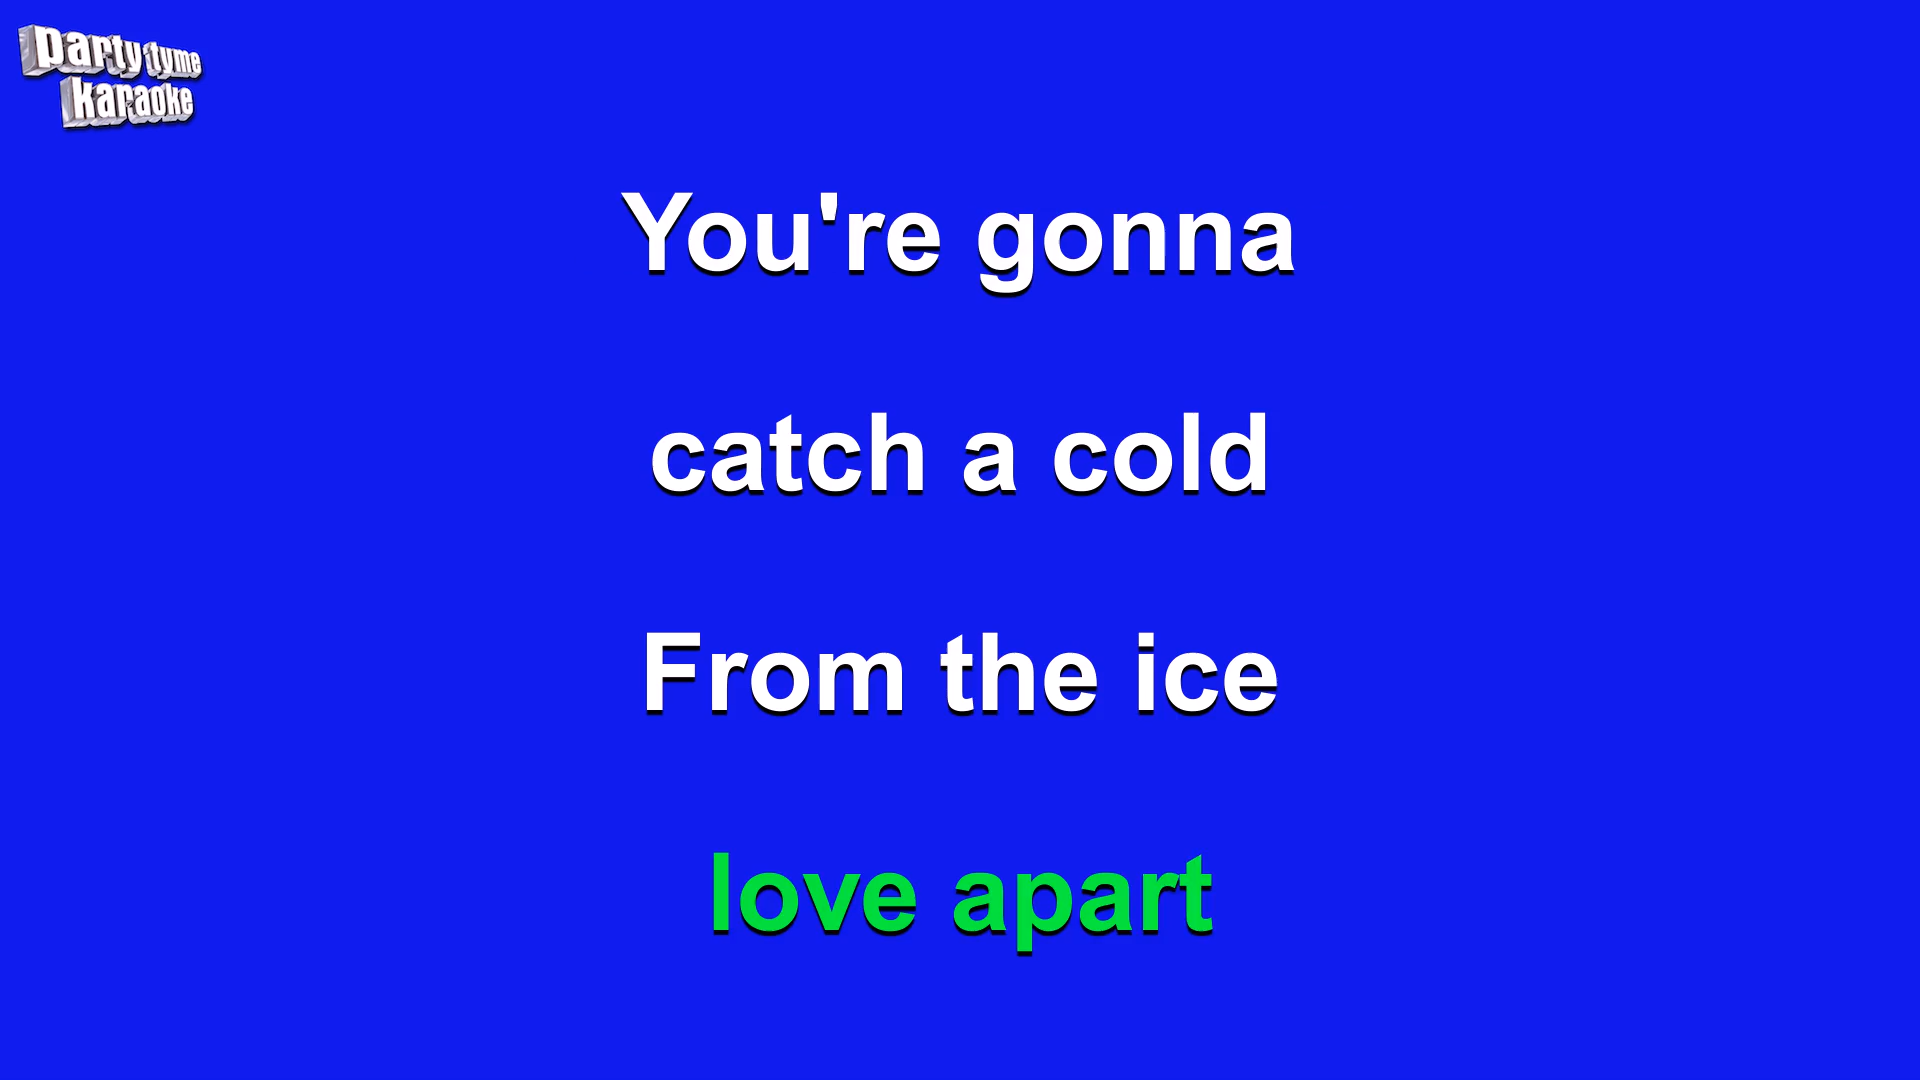 party tyme
karaoke
You're gonna
catch a cold
From the ice
love apart